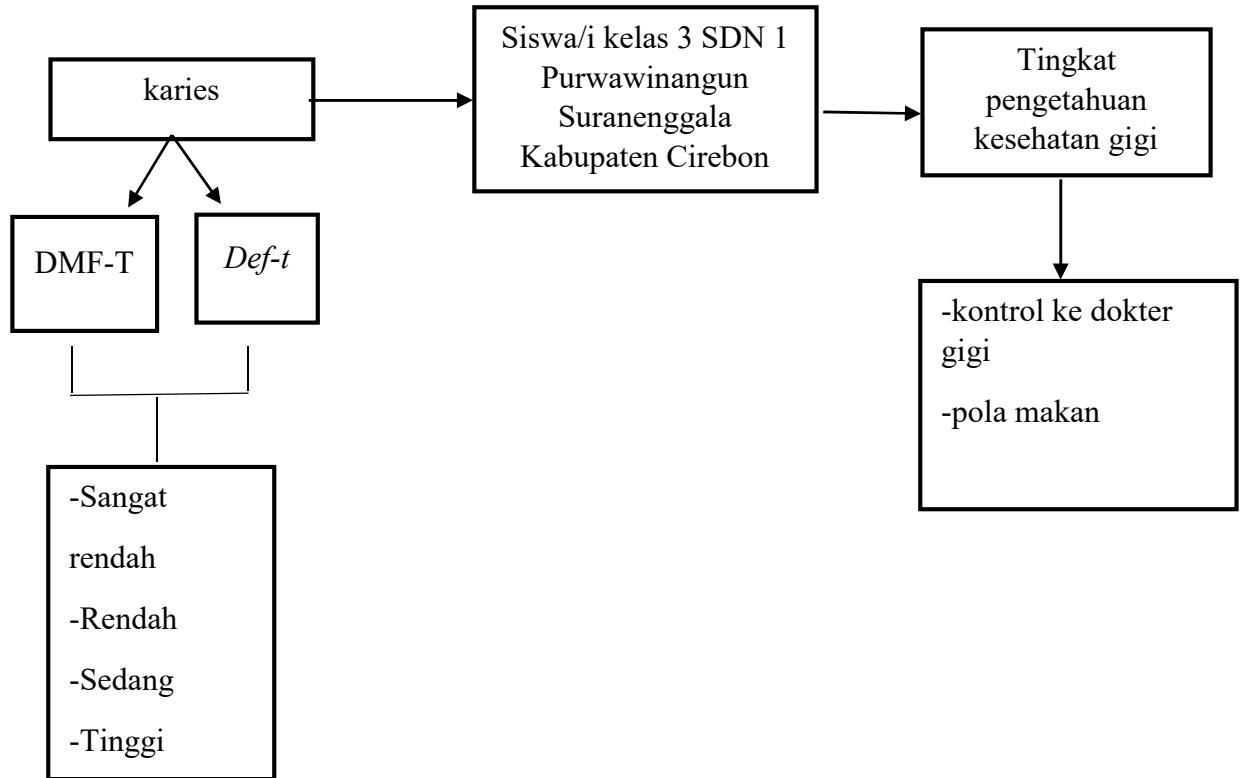 karies
Siswa/i kelas 3 SDN 1
Purwawinangun
Suranenggala
Kabupaten Cirebon
Tingkat
pengetahuan
kesehatan gigi
DMF-T
Def-t
-kontrol ke dokter
gigi
-pola makan
-Sangat
rendah
-Rendah
-Sedang
-Tinggi